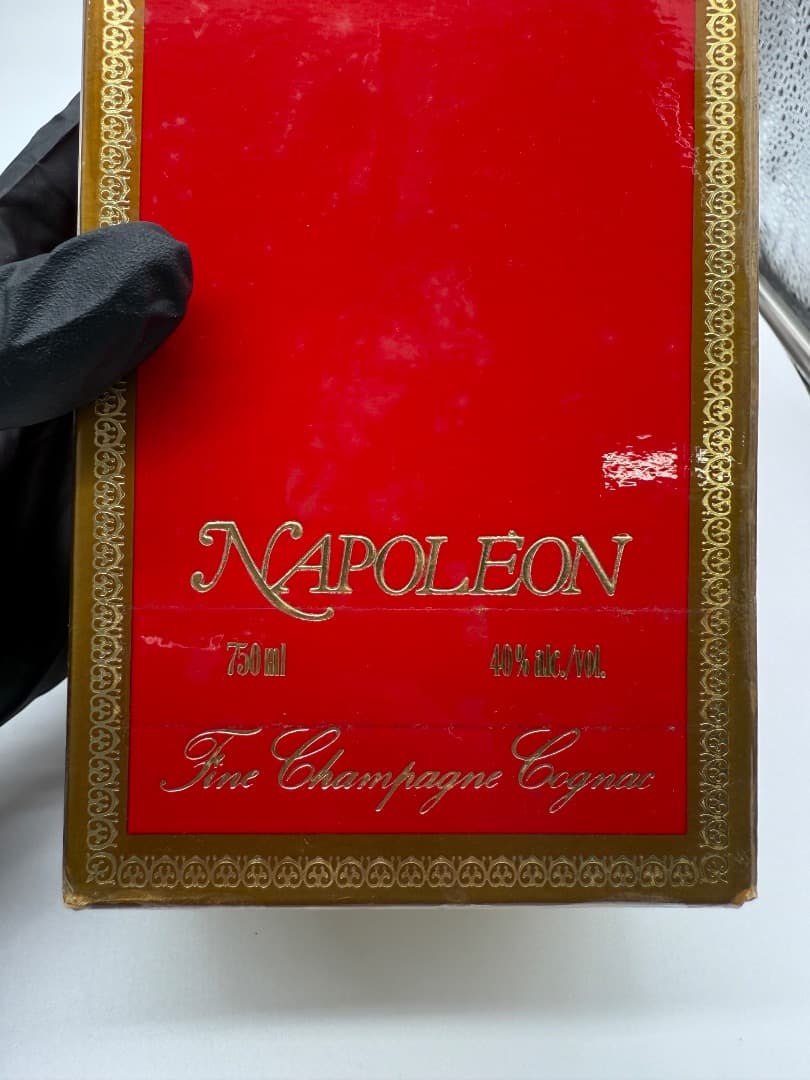 NAPOLÉON
750 ml 40% alc./vol.
Fine Champagne Cognac